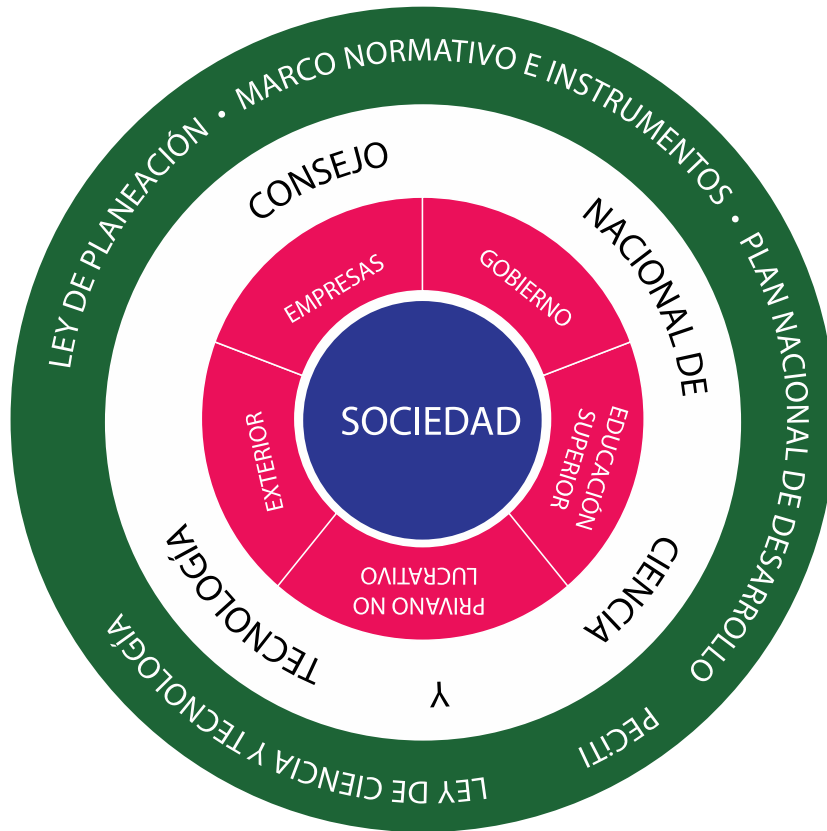 LEY DE PLANEACIÓN • MARCO NORMATIVO E INSTRUMENTOS • PLAN NACIONAL DE DESARROLLO
PECiTI
LEY DE CIENCIA Y TECNOLOGÍA
CONSEJO
NACIONAL DE
CIENCIA
Y
TECNOLOGÍA
EMPRESAS
GOBIERNO
EDUCACIÓN
SUPERIOR
PRIVANO NO
LUCRATIVO
EXTERIOR
SOCIEDAD